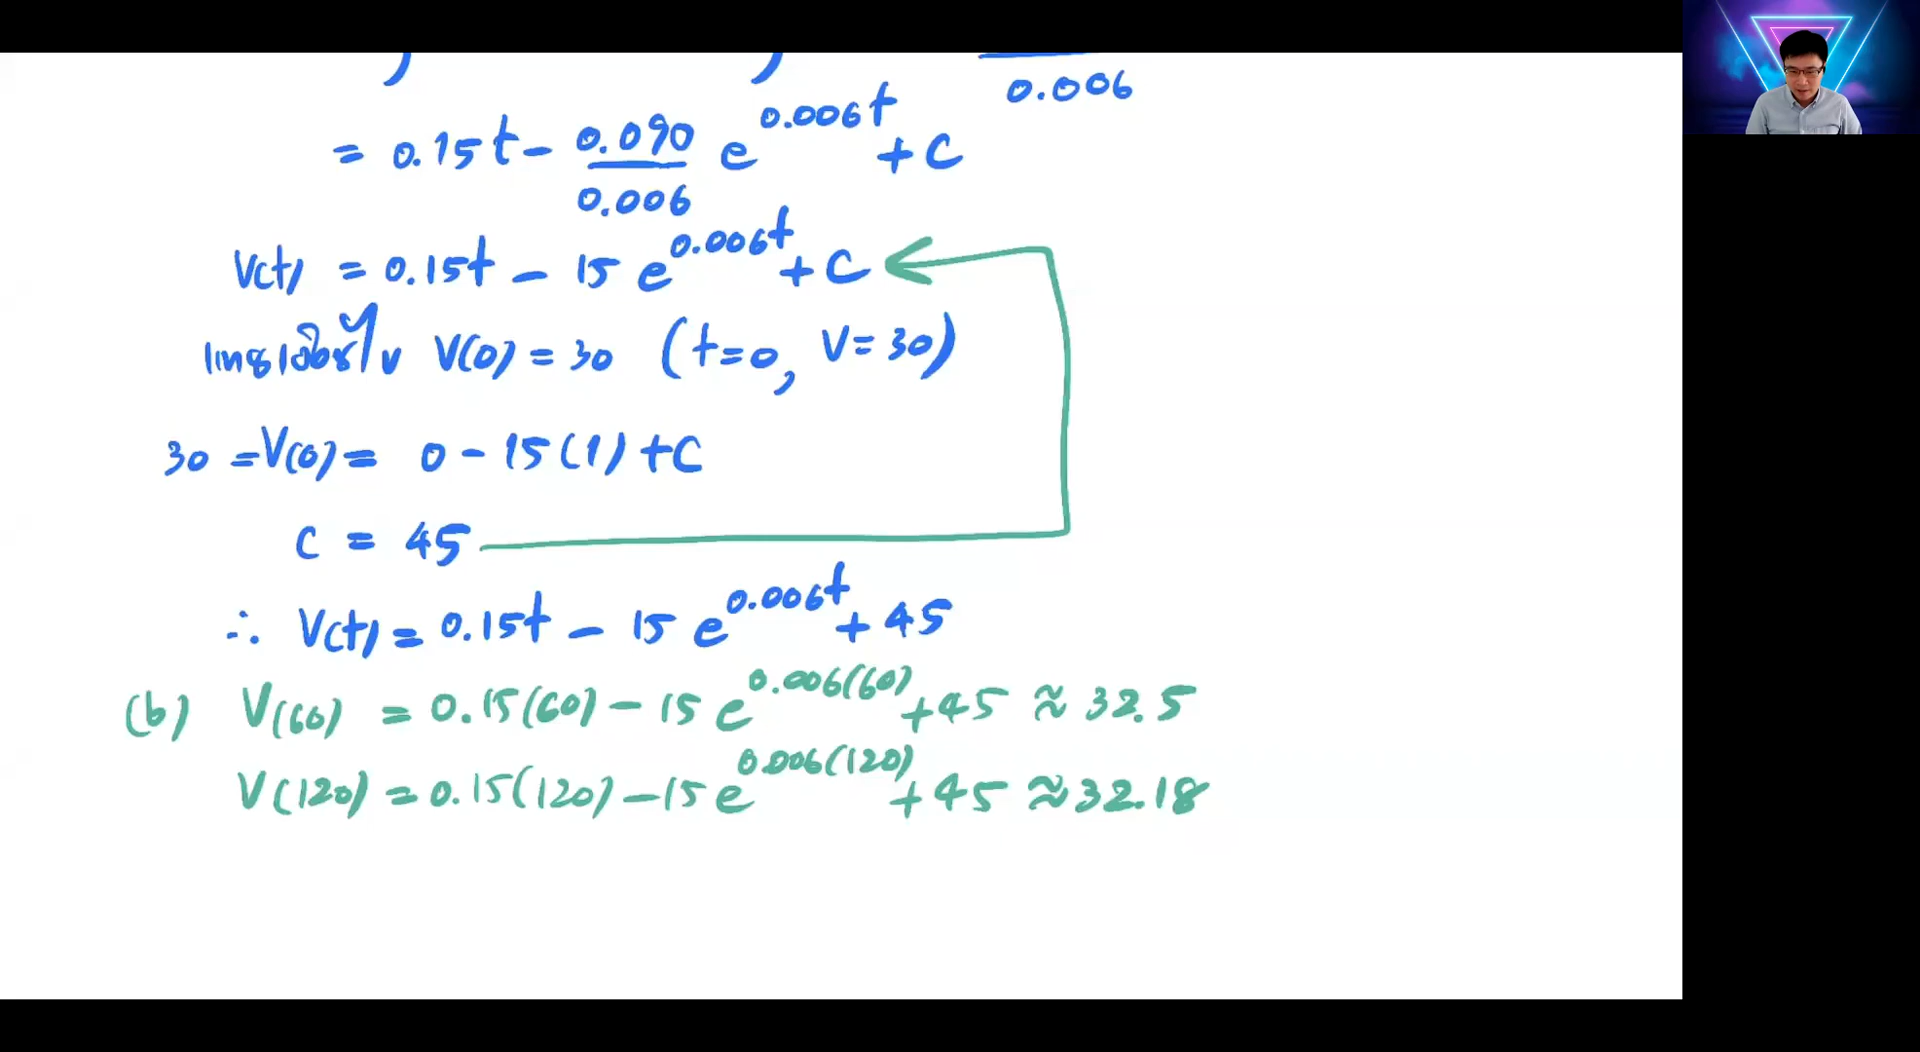 0.006
= 0.15t - 0.090/0.006 e^0.006t + C
V(t) = 0.15t - 15 e^0.006t + C
V(0) = 30 (t=0, V=30)
30 = V(0) = 0 - 15(1) + C
C = 45
∴ V(t) = 0.15t - 15 e^0.006t + 45
(b) V(60) = 0.15(60) - 15 e^0.006(60) + 45 ≈ 32.5
V(120) = 0.15(120) - 15 e^0.006(120) + 45 ≈ 32.18